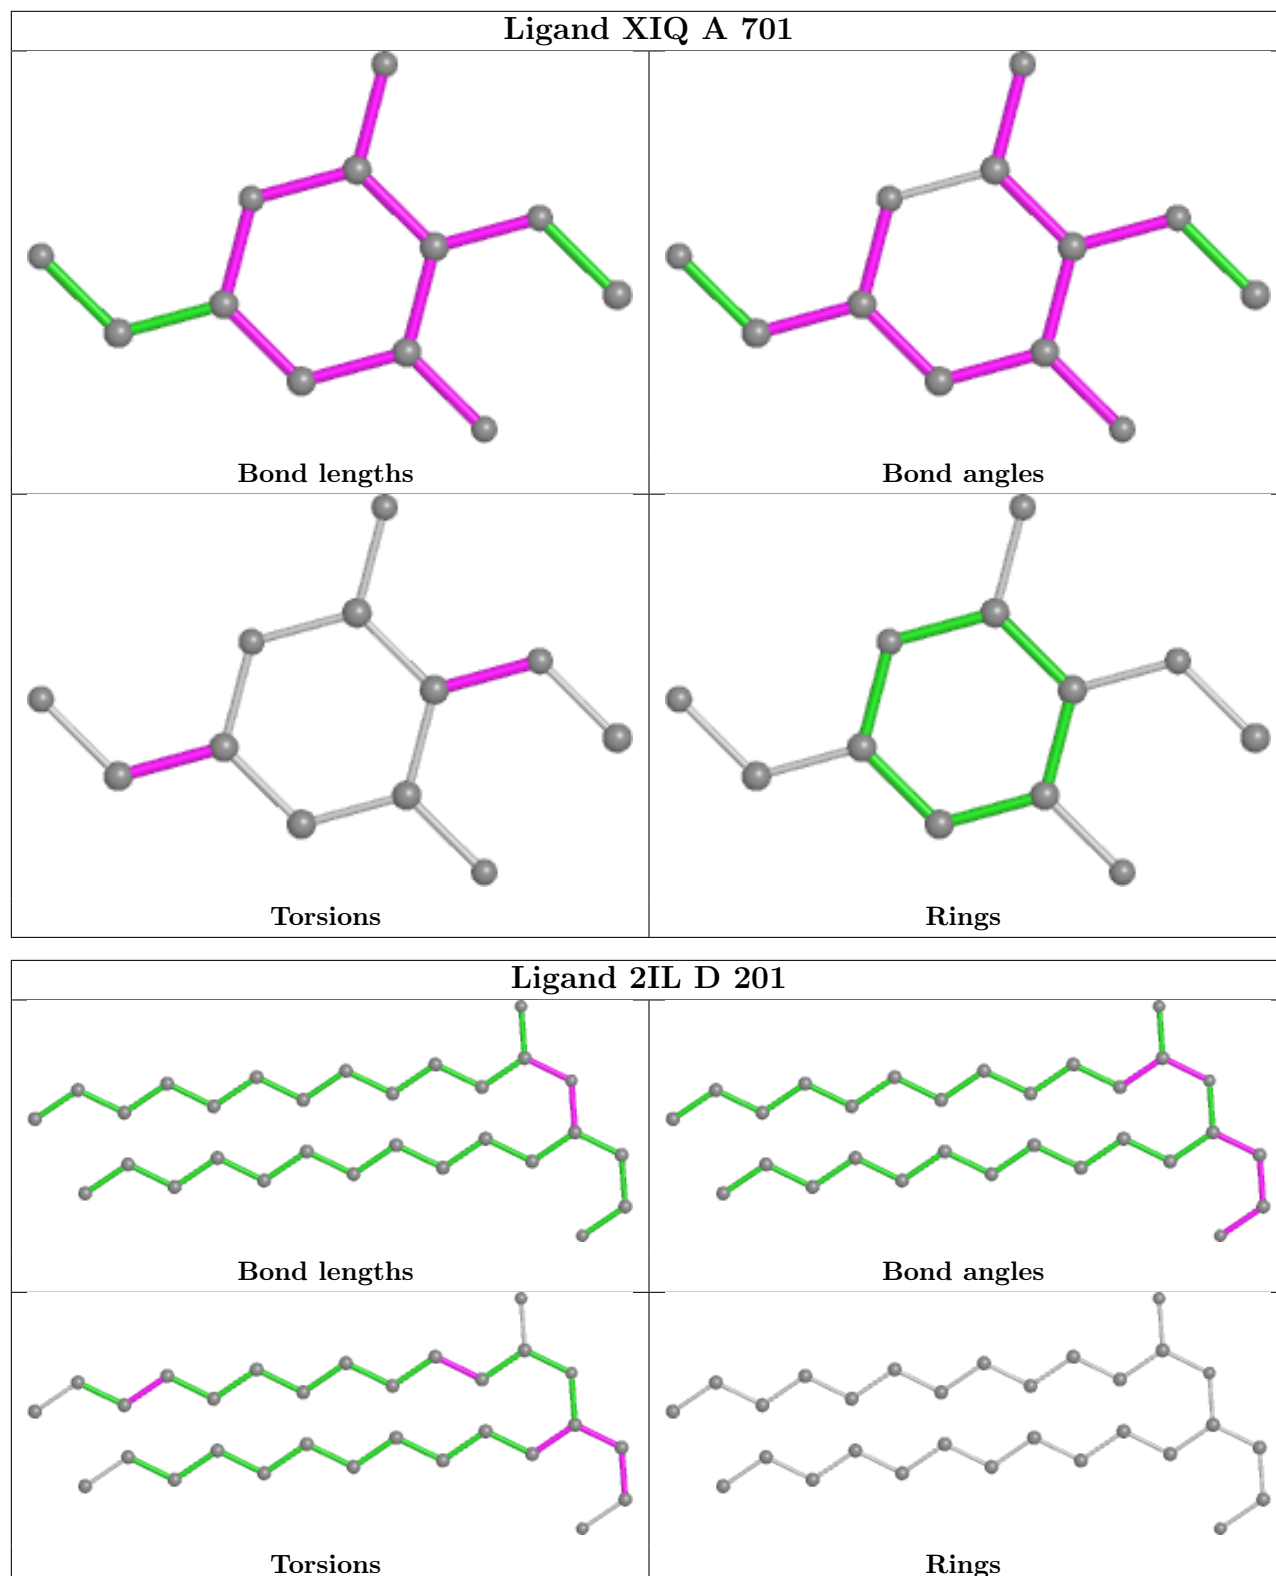 Ligand XIQ A 701
Bond lengths
Bond angles
Torsions
Rings
Ligand 2IL D 201
Bond lengths
Bond angles
Torsions
Rings